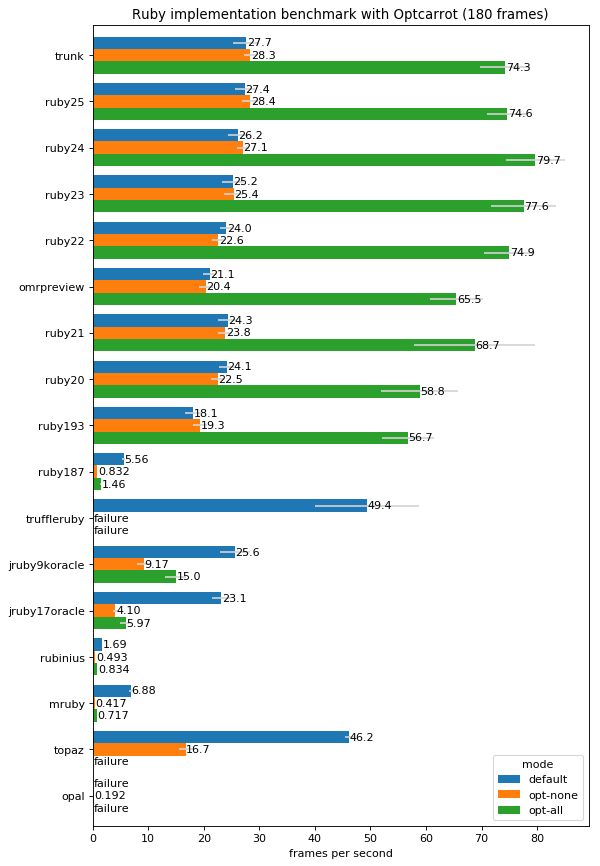 Ruby implementation benchmark with Optcarrot (180 frames)
trunk
27.7
28.3
74.3
ruby25
27.4
28.4
74.6
ruby24
26.2
27.1
79.7
ruby23
25.2
25.4
77.6
ruby22
24.0
22.6
74.9
omrpreview
21.1
20.4
65.5
ruby21
24.3
23.8
68.7
ruby20
24.1
22.5
58.8
ruby193
18.1
19.3
56.7
ruby187
5.56
0.832
1.46
truffleruby
49.4
failure
failure
jruby9koracle
25.6
9.17
15.0
jruby17oracle
23.1
4.10
5.97
rubinius
1.69
0.493
0.834
mruby
6.88
0.417
0.717
topaz
46.2
16.7
failure
opal
failure
0.192
failure
mode
default
opt-none
opt-all
0 10 20 30 40 50 60 70 80
frames per second